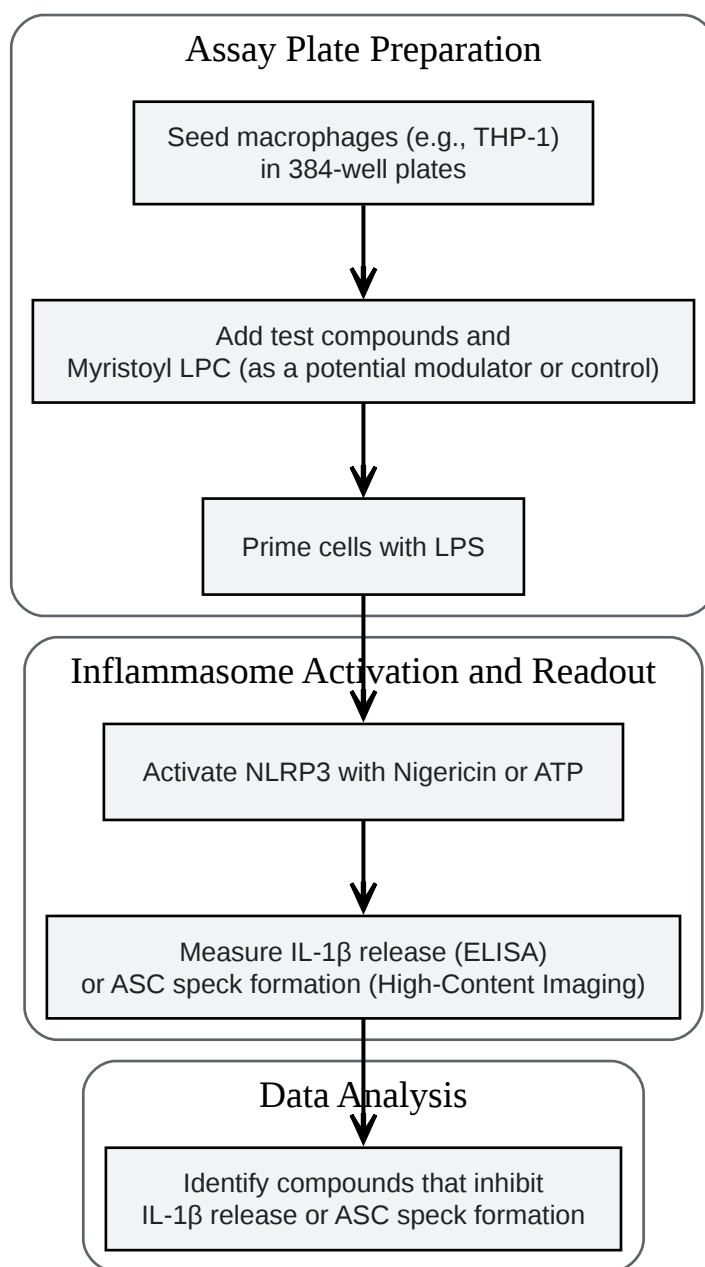 Assay Plate Preparation
Seed macrophages (e.g., THP-1)
in 384-well plates
Add test compounds and
Myristoyl LPC (as a potential modulator or control)
Prime cells with LPS
Inflammasome Activation and Readout
Activate NLRP3 with Nigericin or ATP
Measure IL-1β release (ELISA)
or ASC speck formation (High-Content Imaging)
Data Analysis
Identify compounds that inhibit
IL-1β release or ASC speck formation